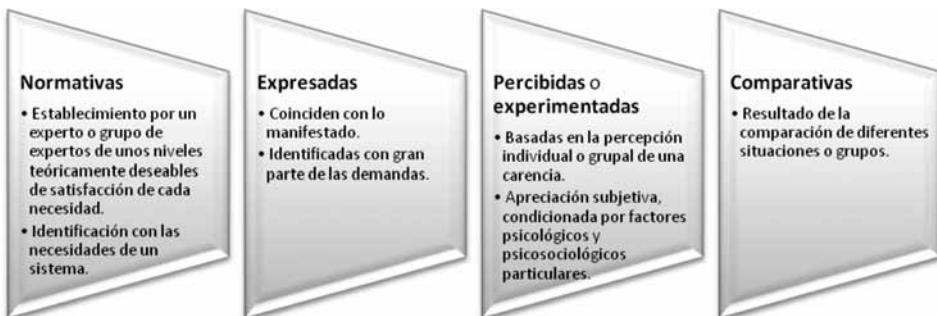 Normativas
• Establecimiento por un
experto o grupo de
expertos de unos niveles
teóricamente deseables
de satisfacción de cada
necesidad.
• Identificación con las
necesidades de un
sistema.
Expresadas
• Coinciden con lo
manifestado.
• Identificadas con gran
parte de las demandas.
Percibidas o
experimentadas
• Basadas en la percepción
individual o grupal de una
carencia.
• Apreciación subjetiva,
condicionada por factores
psicológicos y
psicosociológicos
particulares.
Comparativas
• Resultado de la
comparación de diferentes
situaciones o grupos.